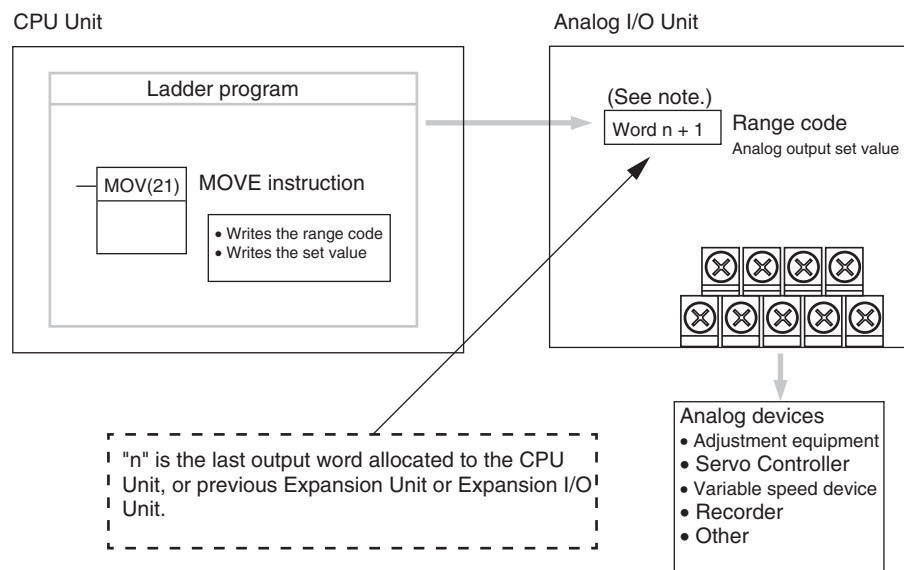 CPU Unit
Analog I/O Unit
Ladder program
MOV(21)
MOVE instruction
• Writes the range code
• Writes the set value
(See note.)
Word n + 1
Range code
Analog output set value
"n" is the last output word allocated to the CPU
Unit, or previous Expansion Unit or Expansion I/O
Unit.
Analog devices
• Adjustment equipment
• Servo Controller
• Variable speed device
• Recorder
• Other